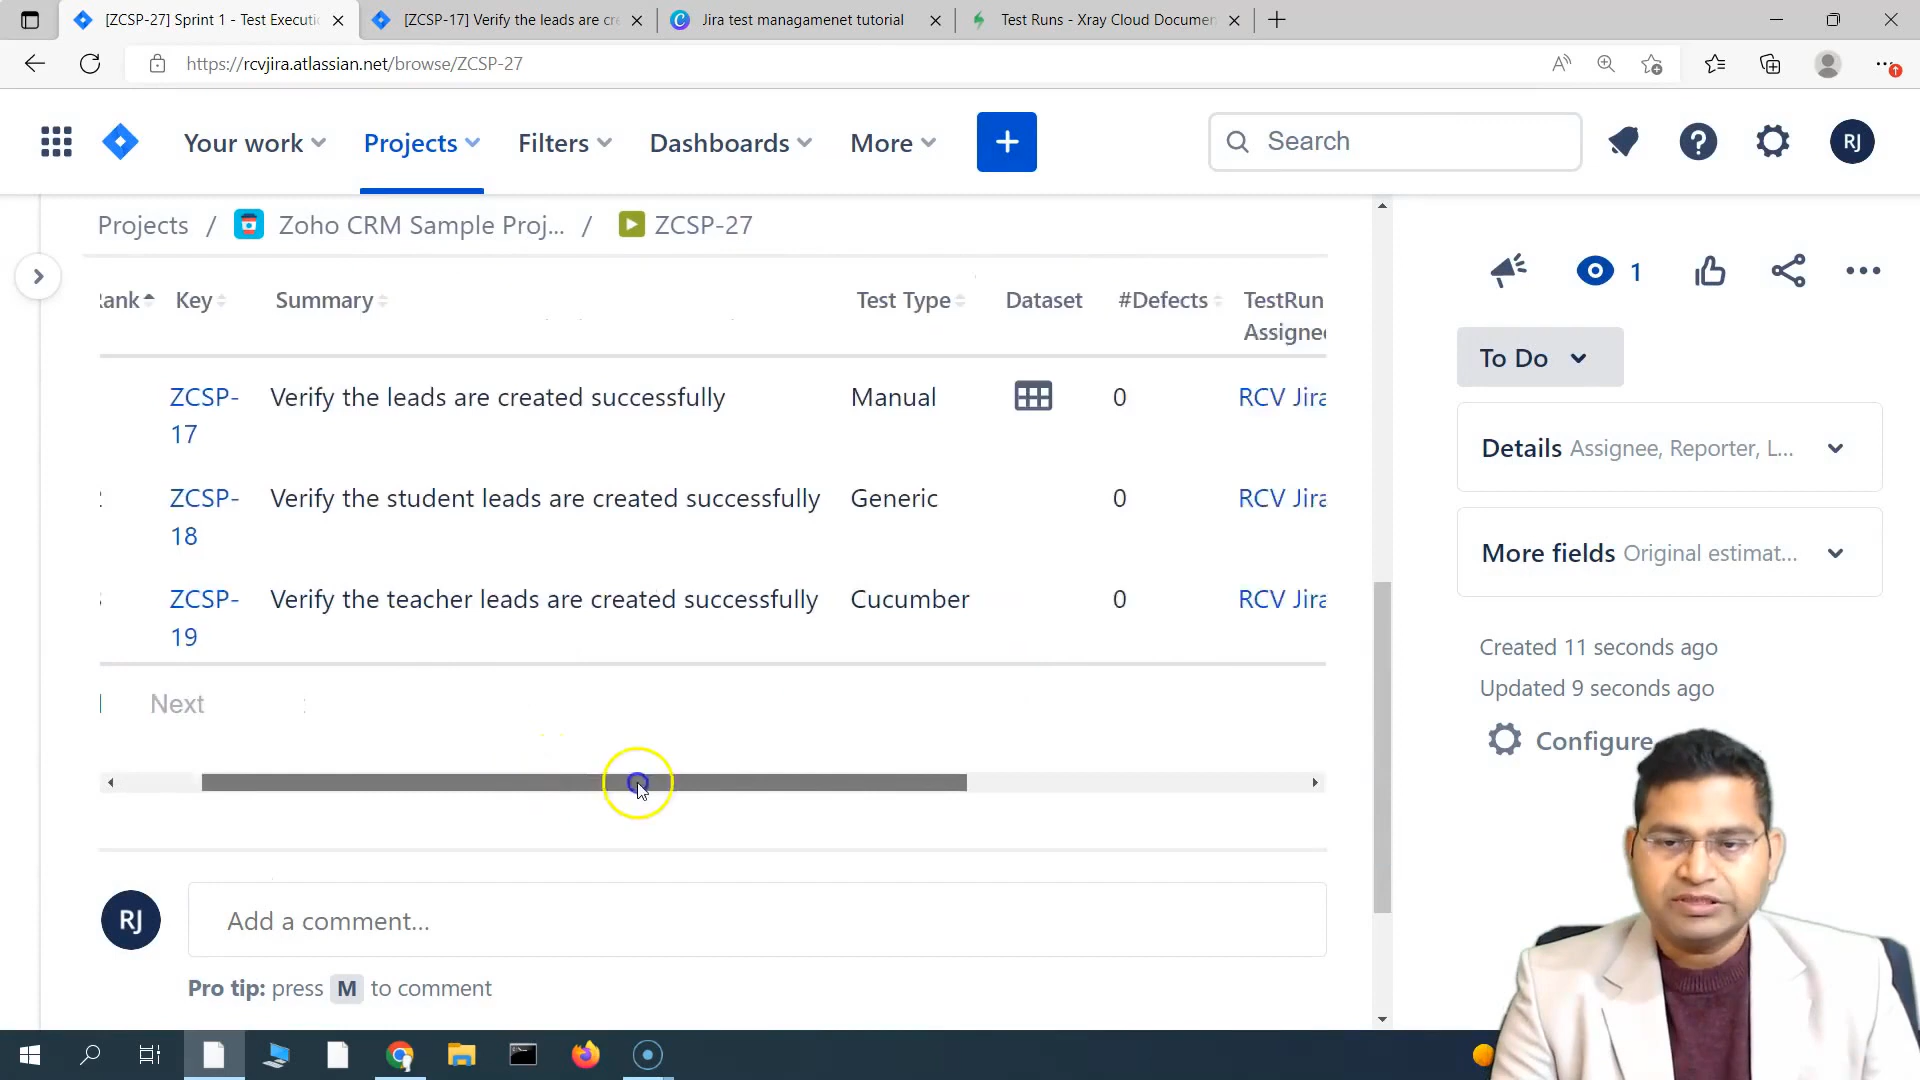 [ZCSP-27] Sprint 1 - Test Executi
[ZCSP-17] Verify the leads are cre
Jira test managamenet tutorial
Test Runs - Xray Cloud Documen
https://rcvjira.atlassian.net/browse/ZCSP-27
Your work
Projects
Filters
Dashboards
More
Search
RJ
Projects / Zoho CRM Sample Proj... / ZCSP-27
1
Rank Key Summary Test Type Dataset #Defects TestRun
Assignee
ZCSP- Verify the leads are created successfully Manual 0 RCV Jira
17
ZCSP- Verify the student leads are created successfully Generic 0 RCV Jira
18
ZCSP- Verify the teacher leads are created successfully Cucumber 0 RCV Jira
19
Next
RJ
Add a comment...
Pro tip: press M to comment
To Do
Details Assignee, Reporter, L...
More fields Original estimat...
Created 11 seconds ago
Updated 9 seconds ago
Configure